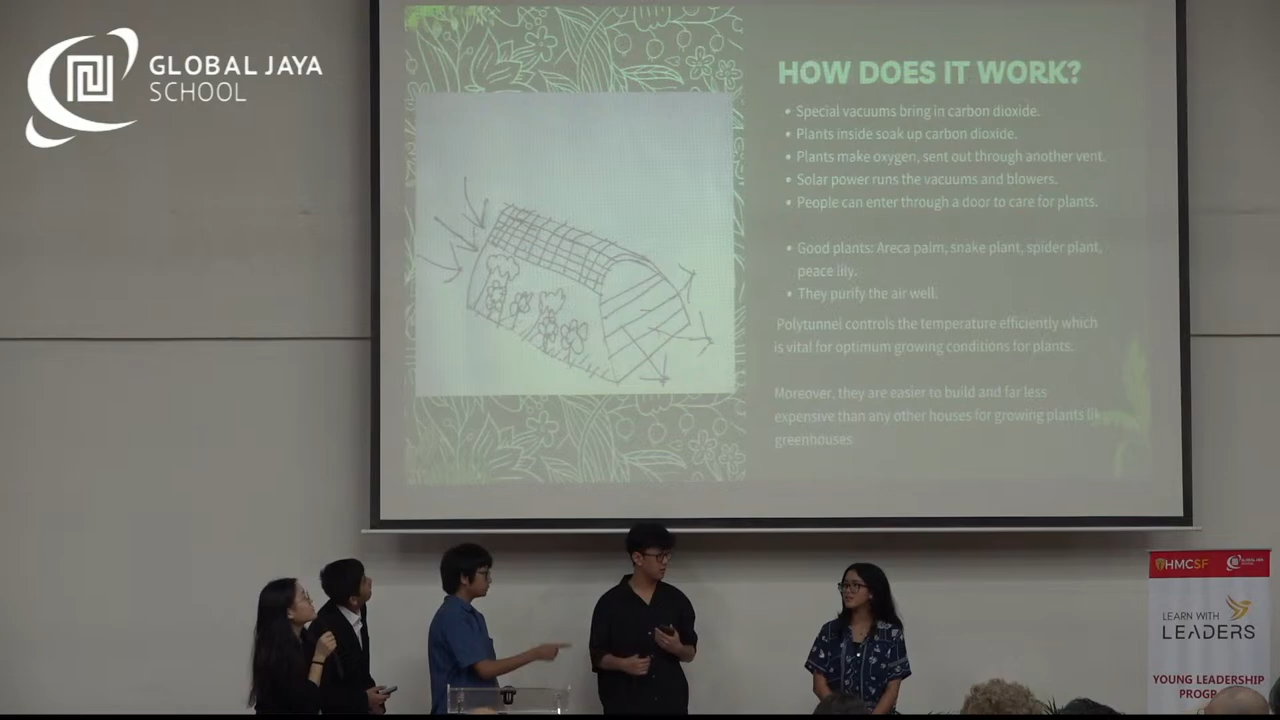 GLOBAL JAYA
SCHOOL
HOW DOES IT WORK?
• Special vacuums bring in carbon dioxide.
• Plants inside soak up carbon dioxide.
• Plants make oxygen, sent out through another vent.
• Solar power runs the vacuums and blowers.
• People can enter through a door to care for plants.
• Good plants: Areca palm, snake plant, spider plant,
peace lily.
• They purify the air well.
Polytunnel controls the temperature efficiently which
is vital for optimum growing conditions for plants.
Moreover, they are easier to build and far less
expensive than any other houses for growing plants lik
greenhouses
HMCSF
GLOBAL JAYA
SCHOOL
LEARN WITH
LEADERS
YOUNG LEADERSHIP